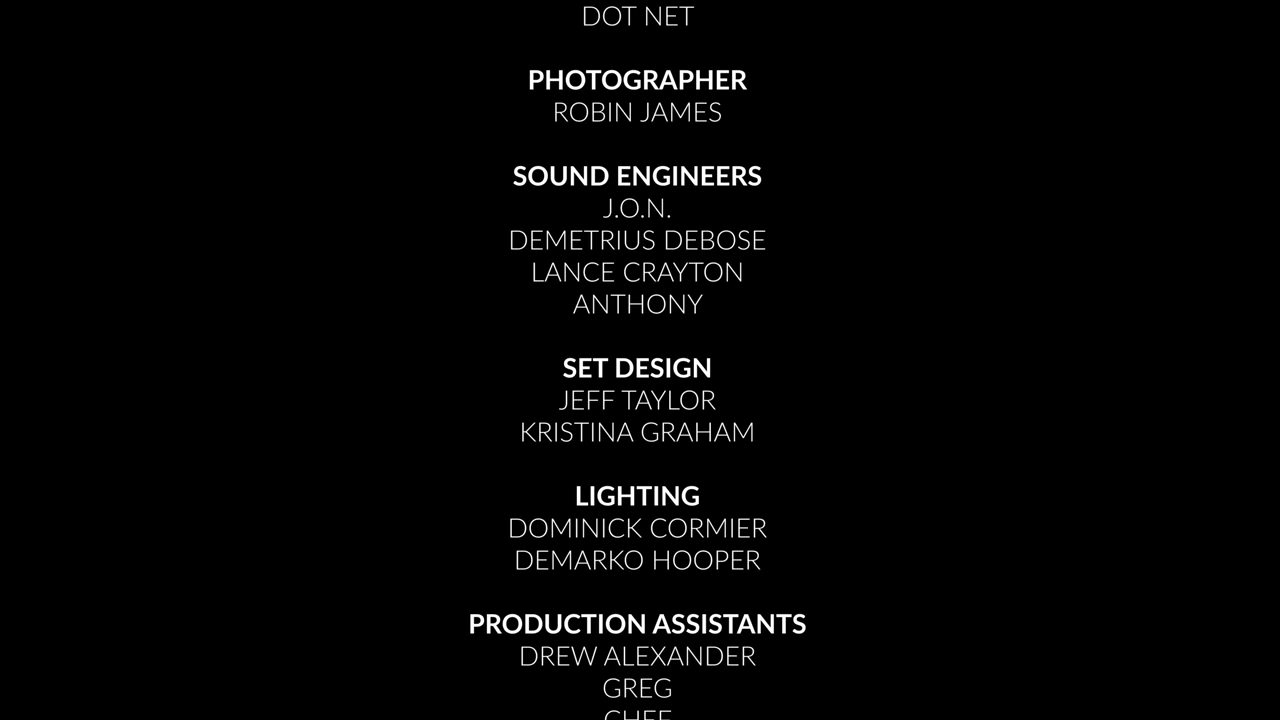 DOT NET
PHOTOGRAPHER
ROBIN JAMES
SOUND ENGINEERS
J.O.N.
DEMETRIUS DEBOSE
LANCE CRAYTON
ANTHONY
SET DESIGN
JEFF TAYLOR
KRISTINA GRAHAM
LIGHTING
DOMINICK CORMIER
DEMARKO HOOPER
PRODUCTION ASSISTANTS
DREW ALEXANDER
GREG